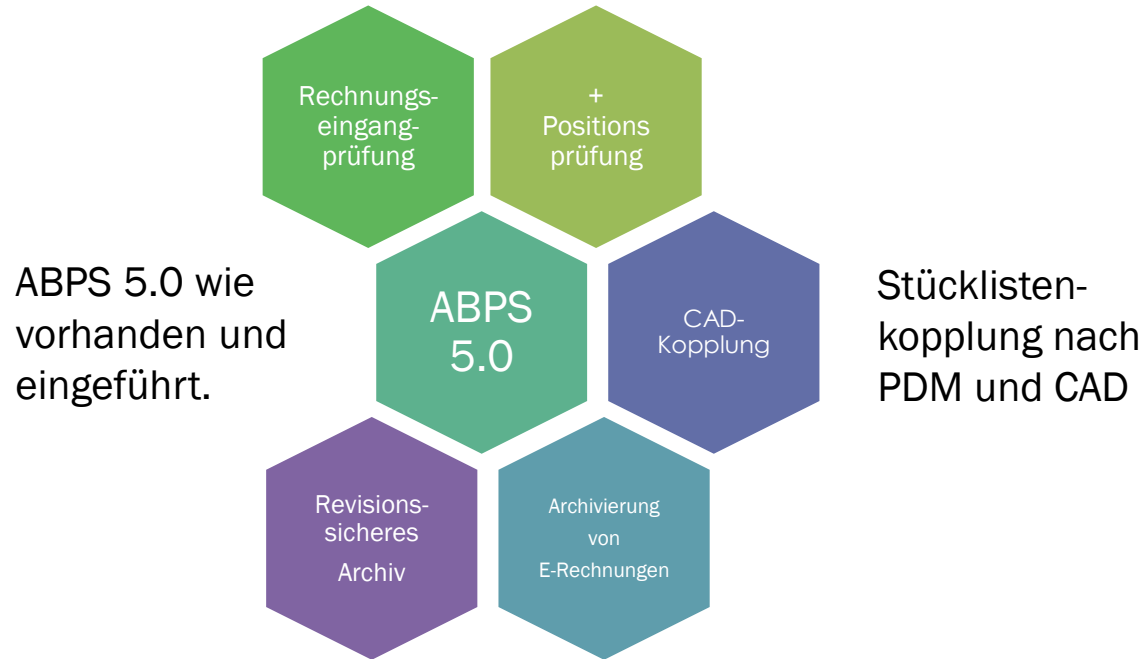 Rechnungs-
eingang-
prüfung
+
Positions
prüfung
ABPS 5.0 wie
vorhanden und
eingeführt.
ABPS
5.0
CAD-
Kopplung
Stücklisten-
kopplung nach
PDM und CAD
Revisions-
sicheres
Archiv
Archivierung
von
E-Rechnungen